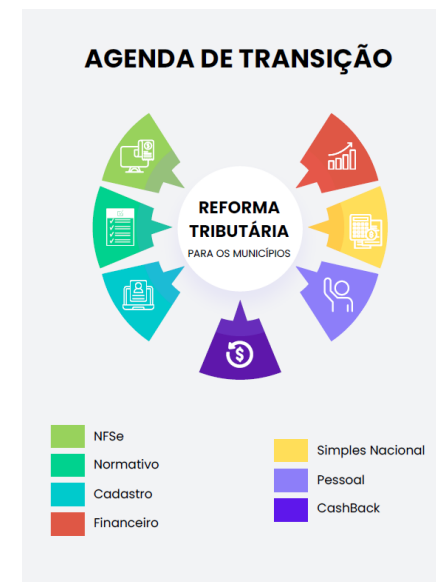 AGENDA DE TRANSIÇÃO
REFORMA
TRIBUTÁRIA
PARA OS MUNICÍPIOS
NFSe
Normativo
Cadastro
Financeiro
Simples Nacional
Pessoal
CashBack